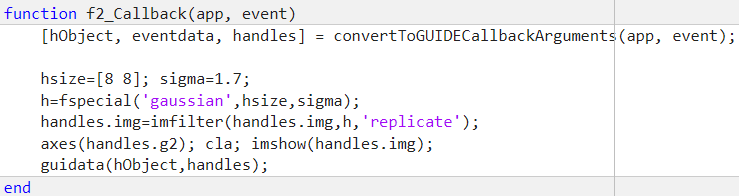 function f2_Callback(app, event)
[hObject, eventdata, handles] = convertToGUIDECallbackArguments(app, event);
hsize=[8 8]; sigma=1.7;
h=fspecial('gaussian',hsize,sigma);
handles.img=imfilter(handles.img,h,'replicate');
axes(handles.g2); cla; imshow(handles.img);
guidata(hObject,handles);
end